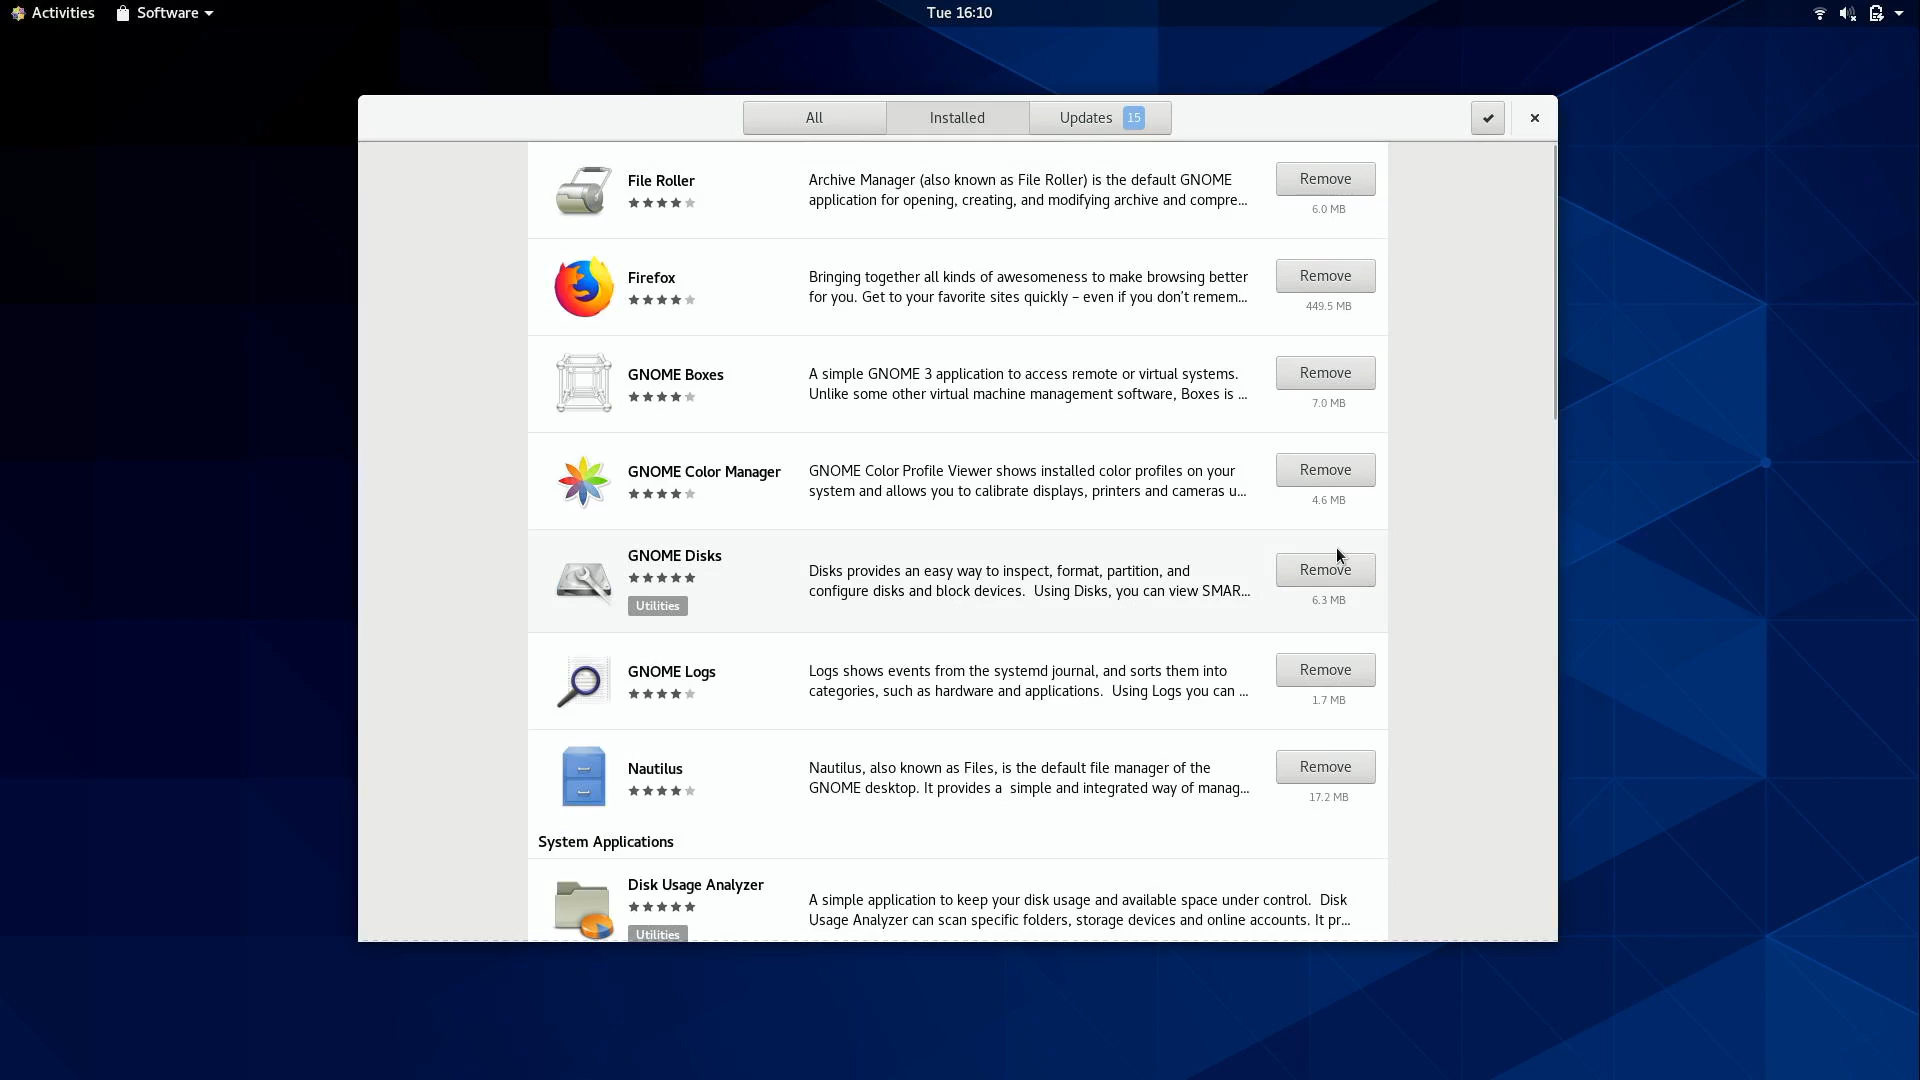 Activities
Software
Tue 16:10
All
Installed
Updates 15
File Roller
Archive Manager (also known as File Roller) is the default GNOME
application for opening, creating, and modifying archive and compre...
Remove
6.0 MB
Firefox
Bringing together all kinds of awesomeness to make browsing better
for you. Get to your favorite sites quickly – even if you don't remem...
Remove
449.5 MB
GNOME Boxes
A simple GNOME 3 application to access remote or virtual systems.
Unlike some other virtual machine management software, Boxes is ...
Remove
7.0 MB
GNOME Color Manager
GNOME Color Profile Viewer shows installed color profiles on your
system and allows you to calibrate displays, printers and cameras u...
Remove
4.6 MB
GNOME Disks
Utilities
Disks provides an easy way to inspect, format, partition, and
configure disks and block devices.  Using Disks, you can view SMAR...
Remove
6.3 MB
GNOME Logs
Logs shows events from the systemd journal, and sorts them into
categories, such as hardware and applications.  Using Logs you can ...
Remove
1.7 MB
Nautilus
Nautilus, also known as Files, is the default file manager of the
GNOME desktop. It provides a  simple and integrated way of manag...
Remove
17.2 MB
System Applications
Disk Usage Analyzer
Utilities
A simple application to keep your disk usage and available space under control.  Disk
Usage Analyzer can scan specific folders, storage devices and online accounts. It pr...